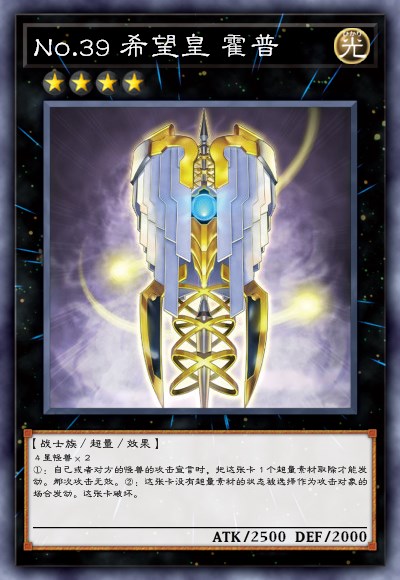 No.39 希望皇 霍普
光
ひかり
【战士族／超量／效果】
４星怪兽×２
①：自己或者对方的怪兽的攻击宣言时，把这张卡１个超量素材取除才能发
动。那次攻击无效。②：这张卡没有超量素材的状态被选择作为攻击对象的
场合发动。这张卡破坏。
ATK/2500 DEF/2000